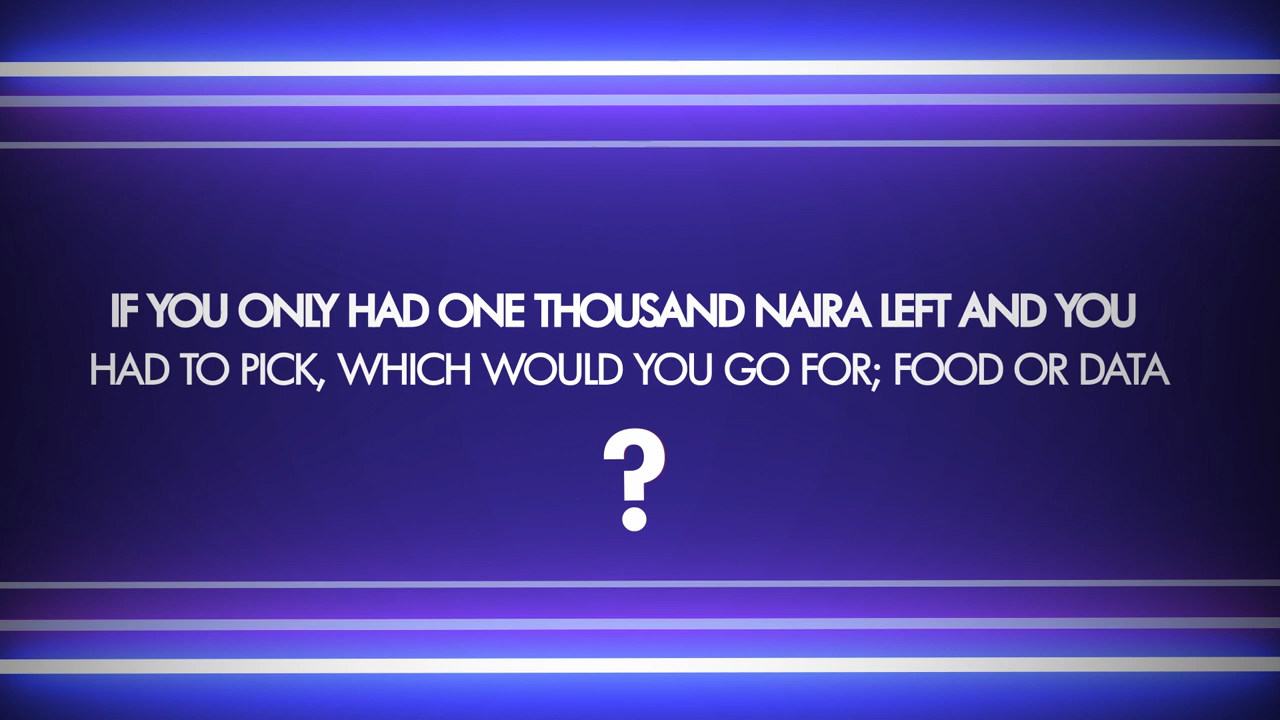 IF YOU ONLY HAD ONE THOUSAND NAIRA LEFT AND YOU
HAD TO PICK, WHICH WOULD YOU GO FOR; FOOD OR DATA
?